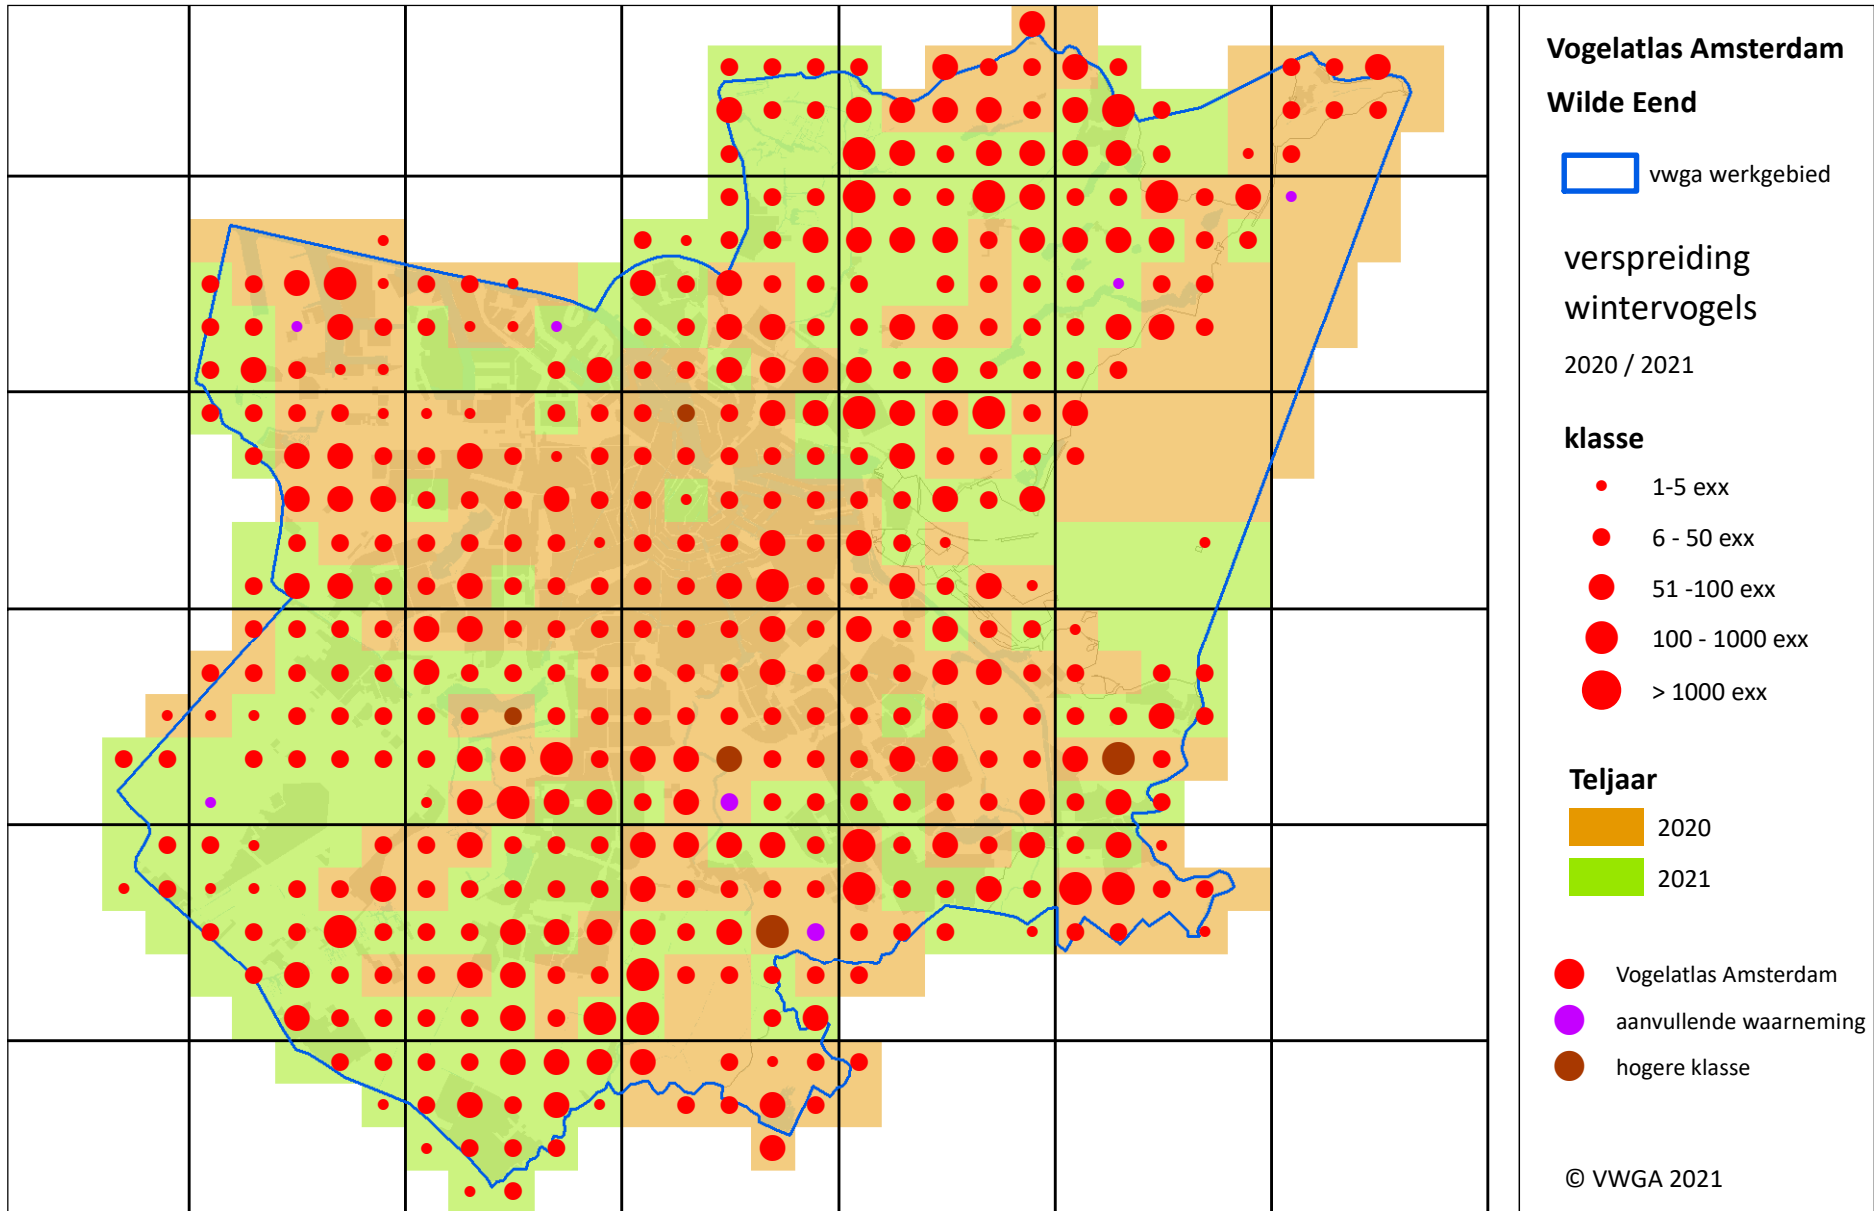 Vogelatlas Amsterdam
Wilde Eend
vwga werkgebied
verspreiding
wintervogels
2020 / 2021
klasse
1-5 exx
6 - 50 exx
51 -100 exx
100 - 1000 exx
> 1000 exx
Teljaar
2020
2021
Vogelatlas Amsterdam
aanvullende waarneming
hogere klasse
© VWGA 2021